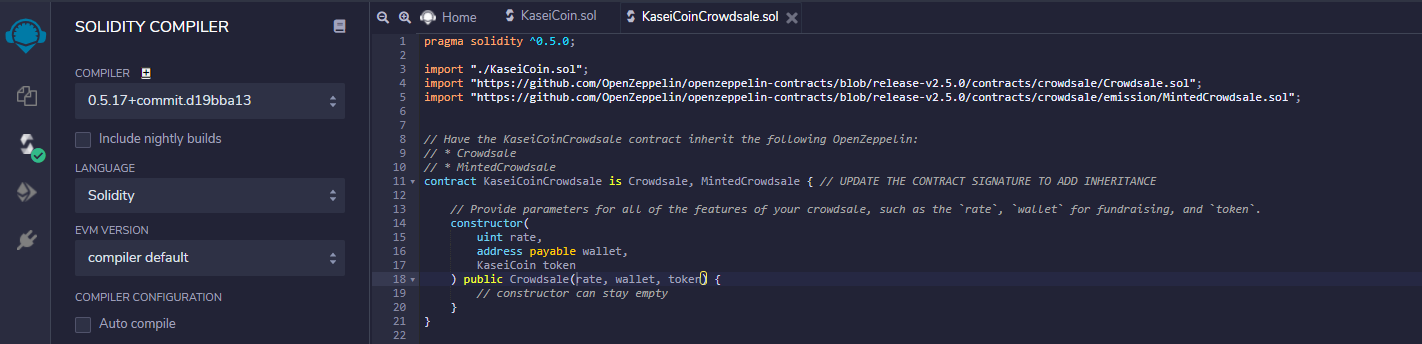 SOLIDITY COMPILER
COMPILER
0.5.17+commit.d19bba13
Include nightly builds
LANGUAGE
Solidity
EVM VERSION
compiler default
COMPILER CONFIGURATION
Auto compile
Home
KaseiCoin.sol
KaseiCoinCrowdsale.sol
1 pragma solidity ^0.5.0;
2
3 import "./KaseiCoin.sol";
4 import "https://github.com/OpenZeppelin/openzeppelin-contracts/blob/release-v2.5.0/contracts/crowdsale/Crowdsale.sol";
5 import "https://github.com/OpenZeppelin/openzeppelin-contracts/blob/release-v2.5.0/contracts/crowdsale/emission/MintedCrowdsale.sol";
6
7
8 // Have the KaseiCoinCrowdsale contract inherit the following OpenZeppelin:
9 // * Crowdsale
10 // * MintedCrowdsale
11 contract KaseiCoinCrowdsale is Crowdsale, MintedCrowdsale { // UPDATE THE CONTRACT SIGNATURE TO ADD INHERITANCE
12
13 // Provide parameters for all of the features of your crowdsale, such as the `rate`, `wallet` for fundraising, and `token`.
14 constructor(
15 uint rate,
16 address payable wallet,
17 KaseiCoin token
18 ) public Crowdsale(rate, wallet, token) {
19 // constructor can stay empty
20 }
21 }
22